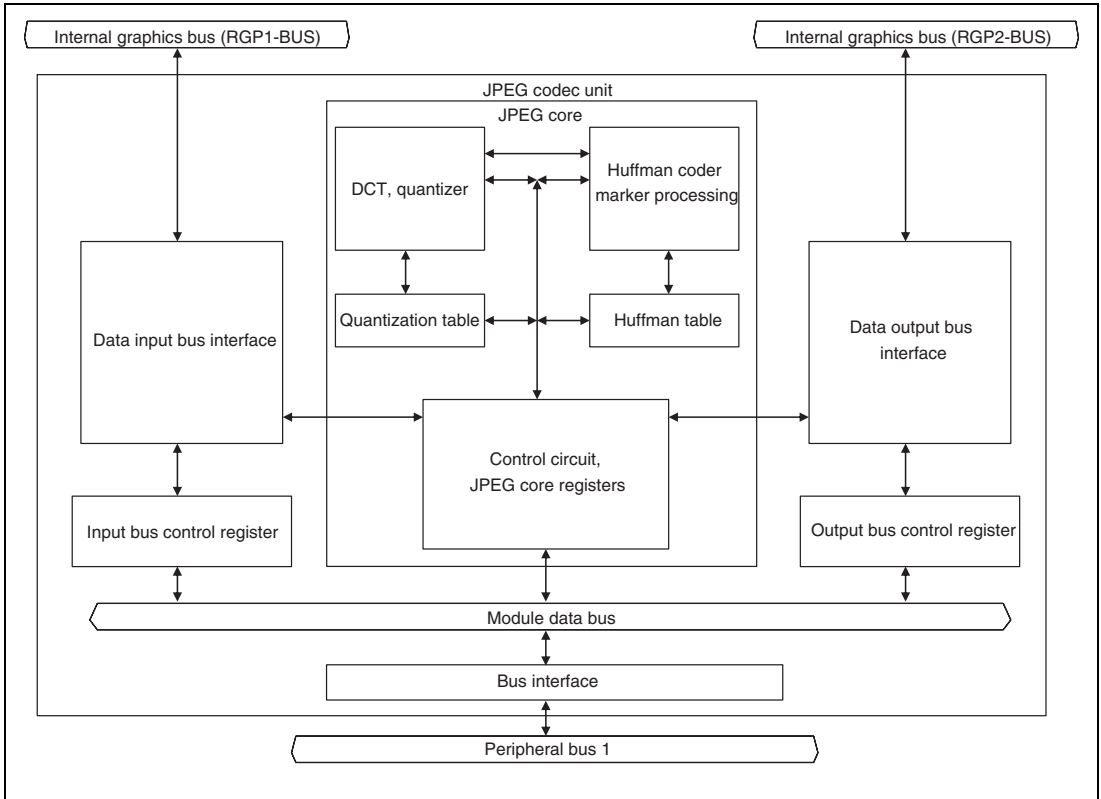 Internal graphics bus (RGP1-BUS)
Internal graphics bus (RGP2-BUS)
JPEG codec unit
JPEG core
DCT, quantizer
Huffman coder
marker processing
Quantization table
Huffman table
Data input bus interface
Data output bus
interface
Control circuit,
JPEG core registers
Input bus control register
Output bus control register
Module data bus
Bus interface
Peripheral bus 1